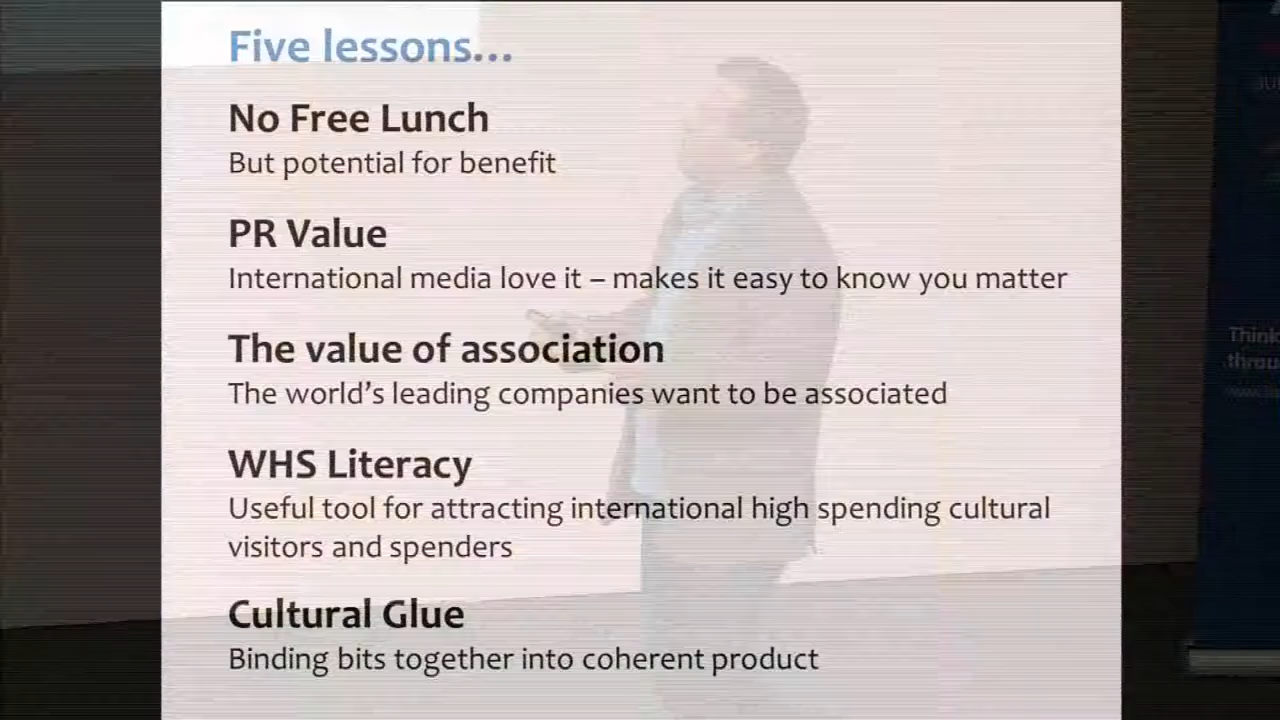 Five lessons...
No Free Lunch
But potential for benefit
PR Value
International media love it – makes it easy to know you matter
The value of association
The world's leading companies want to be associated
WHS Literacy
Useful tool for attracting international high spending cultural
visitors and spenders
Cultural Glue
Binding bits together into coherent product
Think